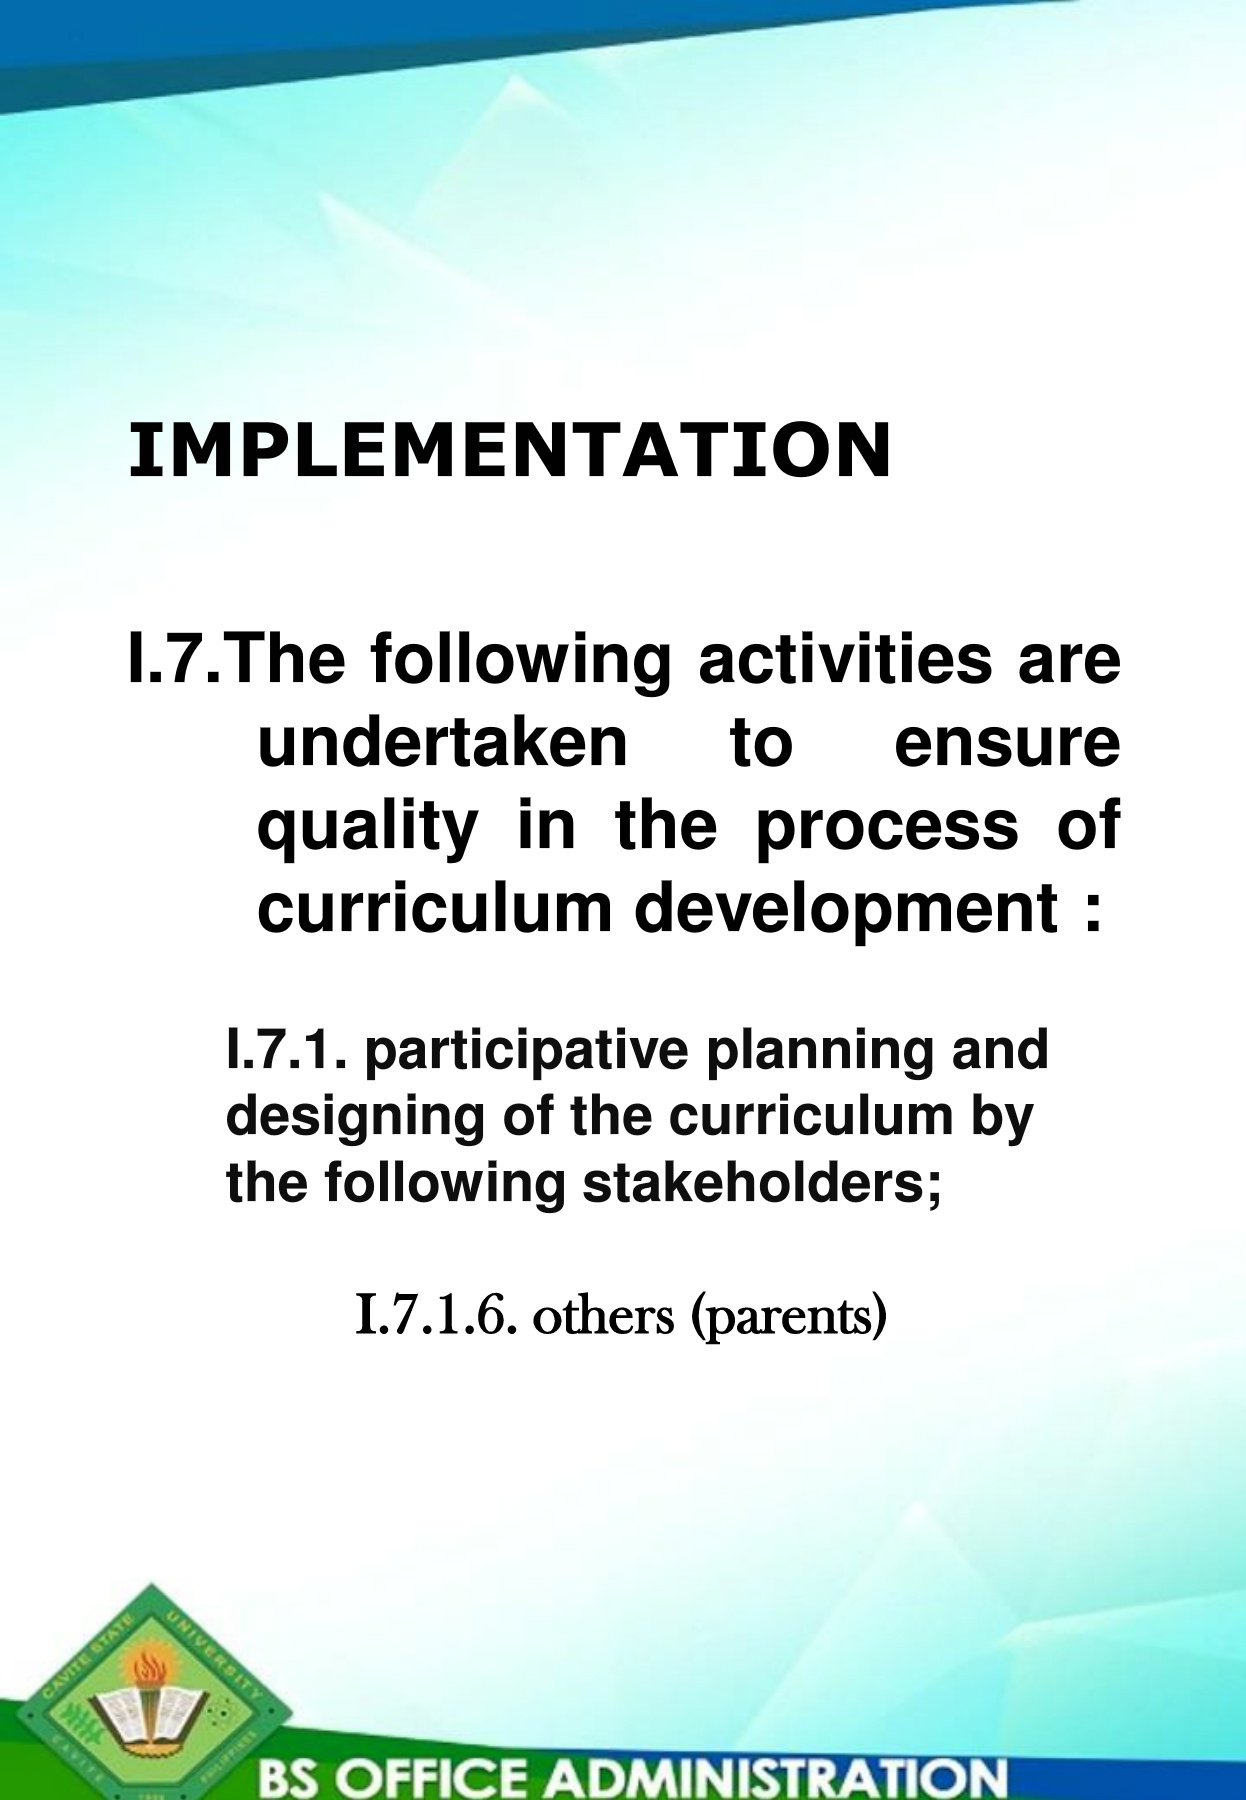 IMPLEMENTATION
I.7.The following activities are
undertaken to ensure
quality in the process of
curriculum development :
I.7.1. participative planning and
designing of the curriculum by
the following stakeholders;
I.7.1.6. others (parents)
CAVITE STATE UNIVERSITY
CAVITE PHILIPPINES
BS OFFICE ADMINISTRATION